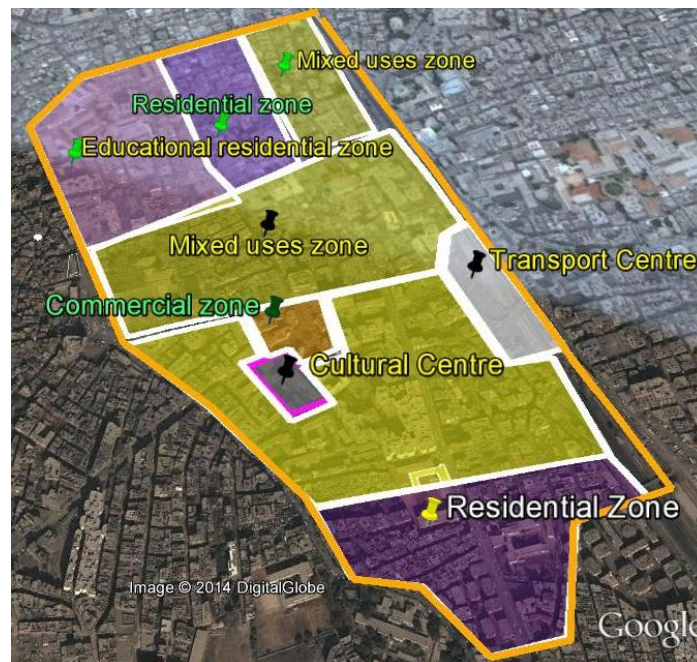 Mixed uses zone
Residential zone
Educational residential zone
Mixed uses zone
Transport Centre
Commercial zone
Cultural Centre
Residential Zone
Image © 2014 DigitalGlobe
Google